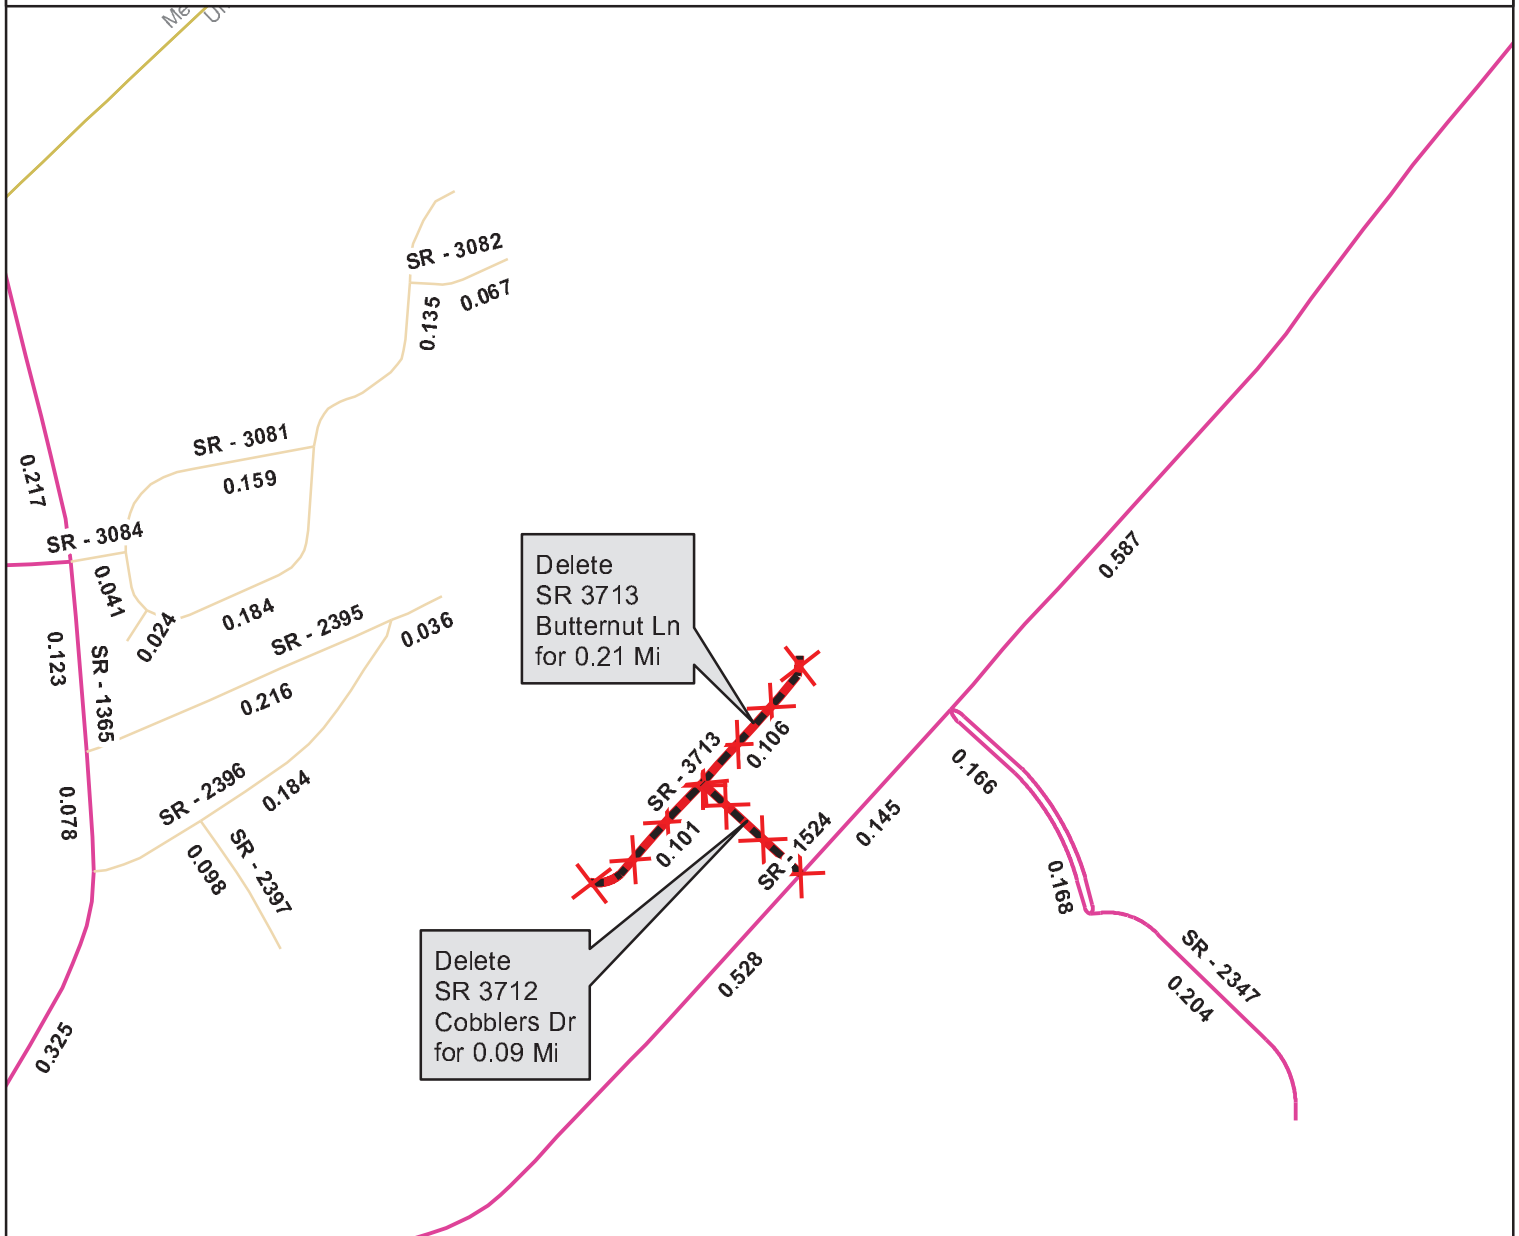 SR - 3082
0.067
0.135
SR - 3081
0.159
0.217
SR - 3084
0.041
0.024
0.184
SR - 2395
0.036
0.216
0.123
SR - 1365
0.078
SR - 2396
0.184
0.098
SR - 2397
0.325
Delete
SR 3713
Butternut Ln
for 0.21 Mi
0.587
SR - 3713
0.106
0.101
SR - 1524
0.145
0.166
0.168
SR - 2347
0.204
0.528
Delete
SR 3712
Cobblers Dr
for 0.09 Mi